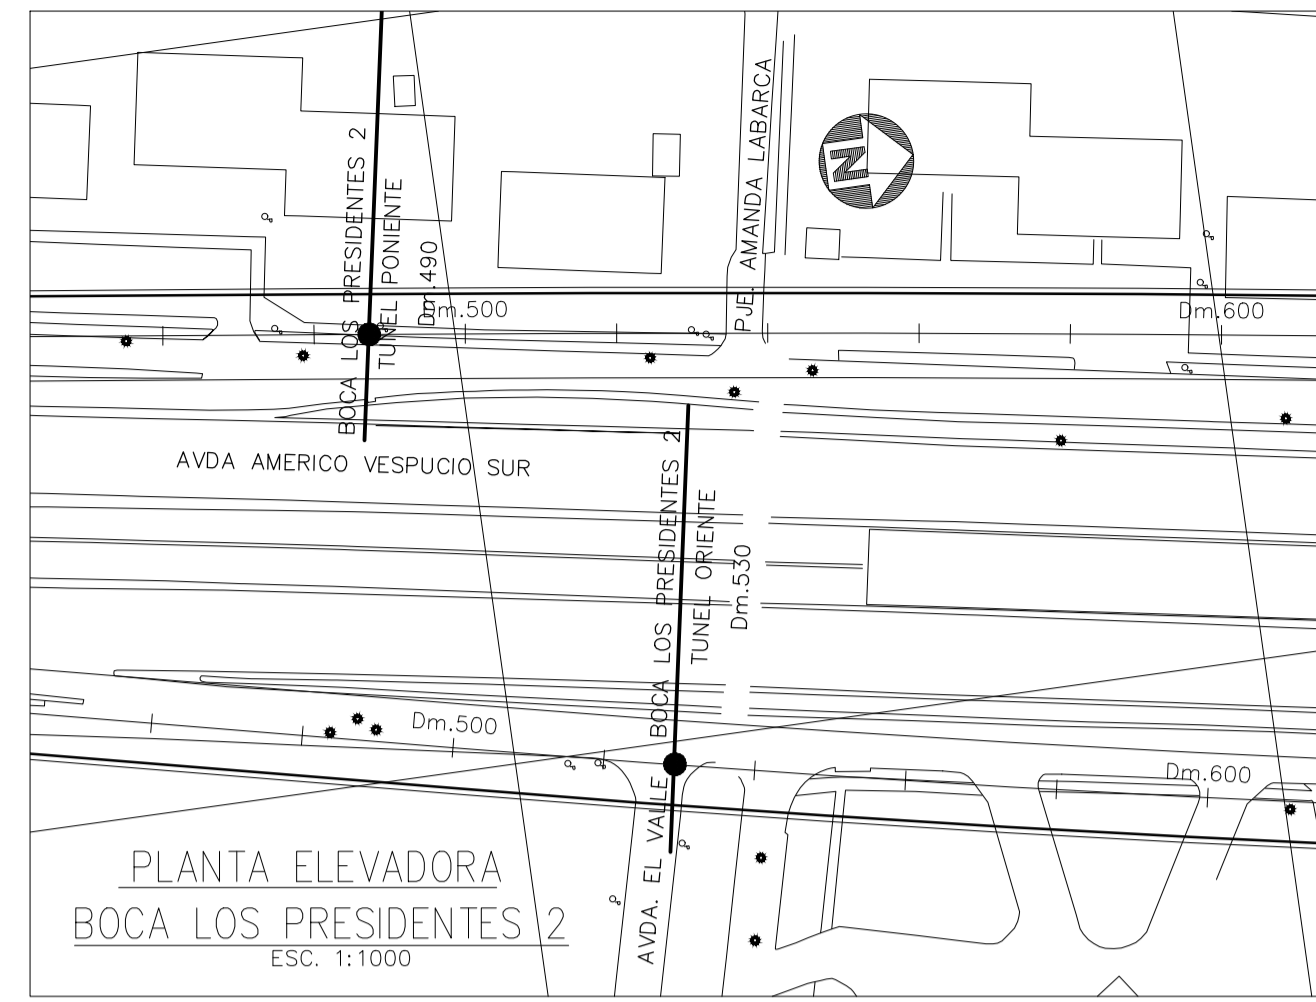 PJE. AMANDA LABARCA
N
BOCA LOS PRESIDENTES 2
TUNEL PONIENTE
Dm.490
Dm.500
Dm.600
AVDA AMERICO VESPUCIO SUR
BOCA LOS PRESIDENTES 2
TUNEL ORIENTE
Dm.530
Dm.500
Dm.600
AVDA. EL VALLE
PLANTA ELEVADORA
BOCA LOS PRESIDENTES 2
ESC. 1:1000